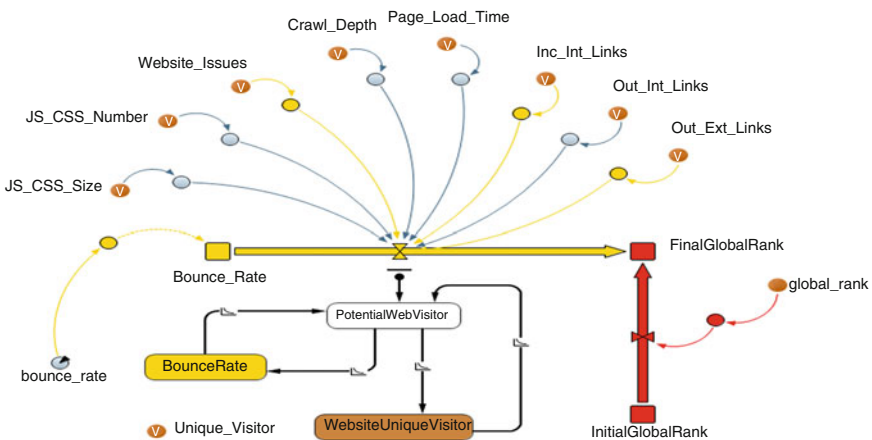 Crawl_Depth
Page_Load_Time
Website_Issues
Inc_Int_Links
JS_CSS_Number
Out_Int_Links
JS_CSS_Size
Out_Ext_Links
V
V
V
V
V
V
V
V
Bounce_Rate
FinalGlobalRank
global_rank
PotentialWebVisitor
bounce_rate
BounceRate
V Unique_Visitor
WebsiteUniqueVisitor
InitialGlobalRank